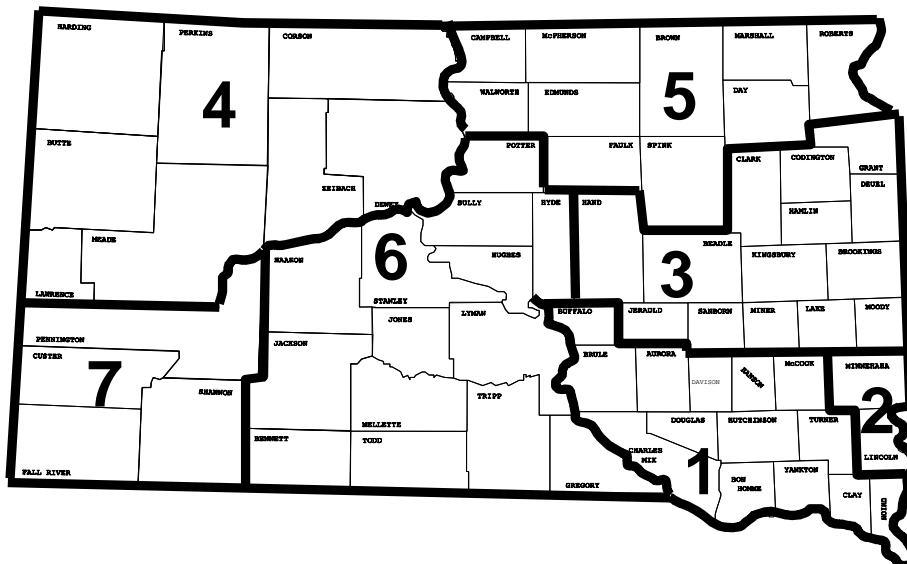 HARDING
PERKINS
CORSON
CAMPBELL
McPHERSON
BROWN
MARSHALL
ROBERTS
4
5
WALWORTH
EDMUNDS
DAY
BUTTE
POTTER
FAULK
SPINK
CLARK
CODINGTON
GRANT
DEUEL
ZEIBACH
DEWEY
SULLY
HYDE
HAND
HAMLIN
MEADE
6
BEADLE
3
KINGSBURY
BROOKINGS
HAAKON
HUGHES
LAWRENCE
STANLEY
LYMAN
BUFFALO
JERAULD
SANBORN
MINER
LAKE
MOODY
JONES
PENNINGTON
CUSTER
JACKSON
BRULE
AURORA
McCOOK
MINNEHAHA
7
DAVISON
HANSON
SHANNON
TRIPP
2
MELLETTE
DOUGLAS
HUTCHINSON
TURNER
BENNETT
TODD
CHARLES
MIX
1
LINCOLN
FALL RIVER
GREGORY
BON
HOMME
YANKTON
CLAY
UNION